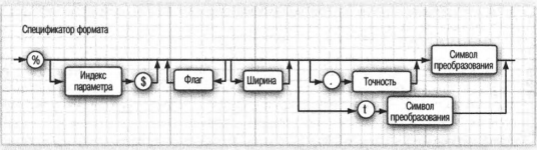 Спецификатор формата
%
Индекс
параметра
$
Флаг
Ширина
.
Точность
Символ
преобразования
t
Символ
преобразования